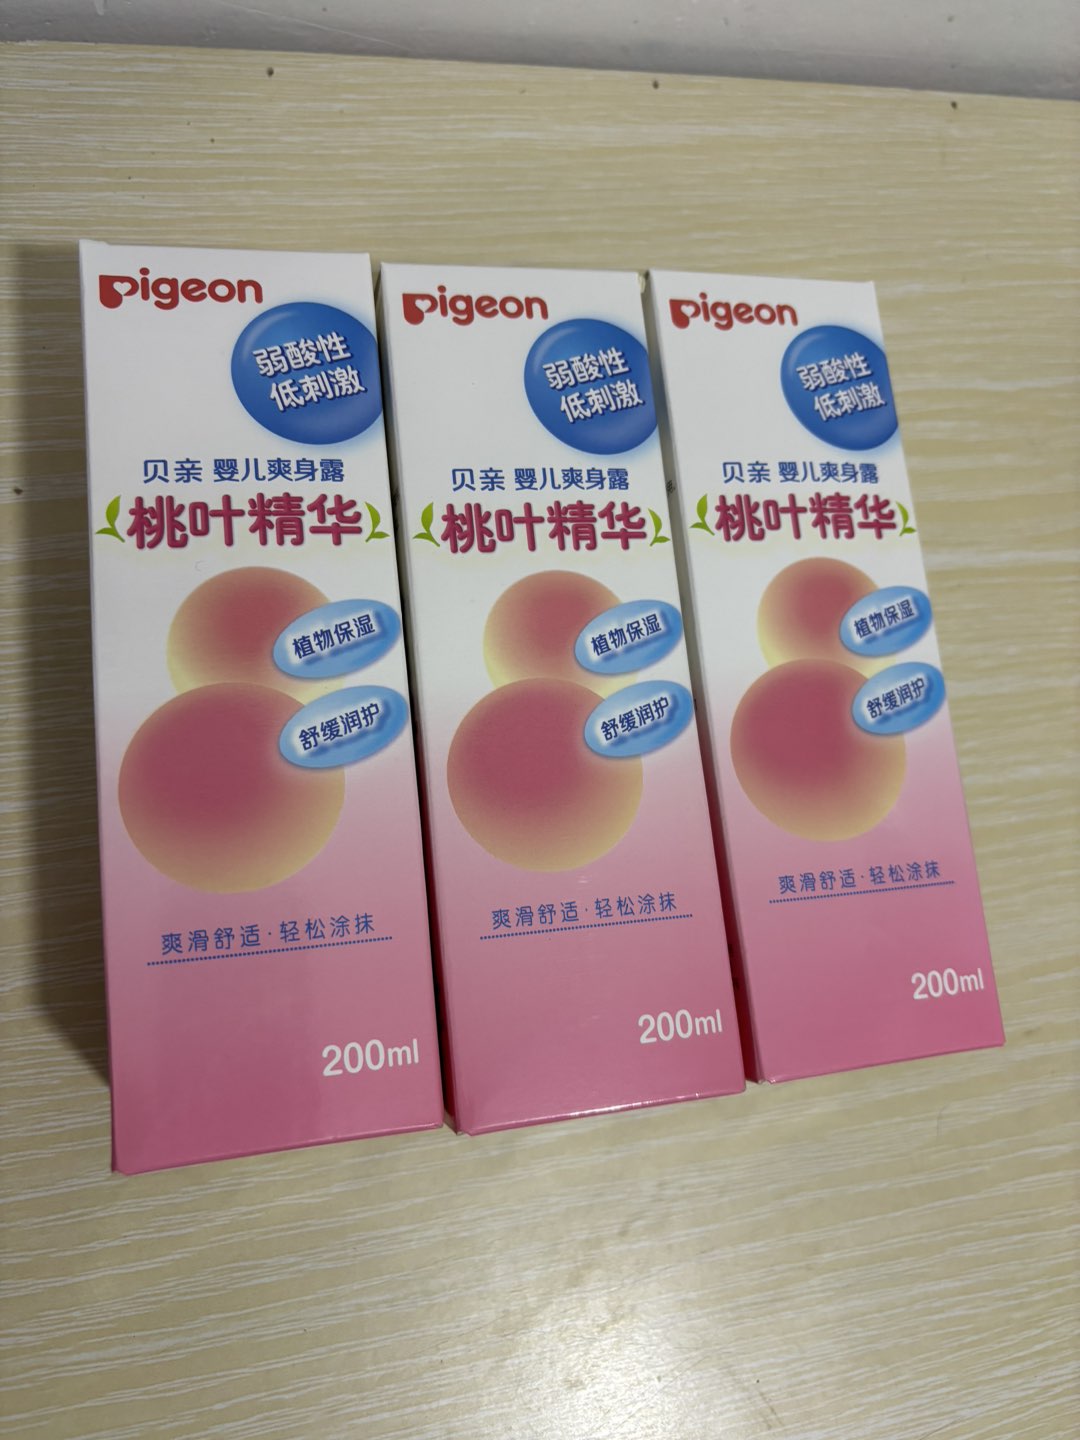 Pigeon
弱酸性
低刺激
贝亲 婴儿爽身露
桃叶精华
植物保湿
舒缓润护
爽滑舒适·轻松涂抹
200ml
Pigeon
弱酸性
低刺激
贝亲 婴儿爽身露
桃叶精华
植物保湿
舒缓润护
爽滑舒适·轻松涂抹
200ml
Pigeon
弱酸性
低刺激
贝亲 婴儿爽身露
桃叶精华
植物保湿
舒缓润护
爽滑舒适·轻松涂抹
200ml